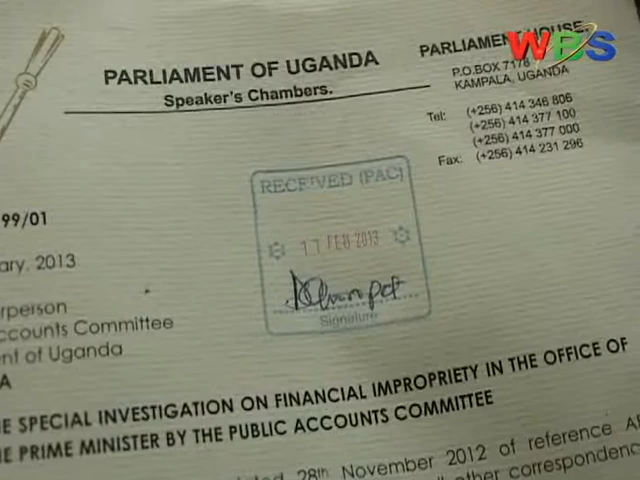 WBS
PARLIAMENT OF UGANDA
Speaker's Chambers.
PARLIAMENT HOUSE,
P.O.BOX 7178
KAMPALA, UGANDA
Tel: (+256) 414 346 806
(+256) 414 377 100
(+256) 414 377 000
Fax: (+256) 414 231 296
RECEIVED (PAC)
FEB 2013
Signature
99/01
ary, 2013
rperson
ccounts Committee
nt of Uganda
A
E SPECIAL INVESTIGATION ON FINANCIAL IMPROPRIETY IN THE OFFICE OF
E PRIME MINISTER BY THE PUBLIC ACCOUNTS COMMITTEE
28th November 2012 of reference
other correspondenc